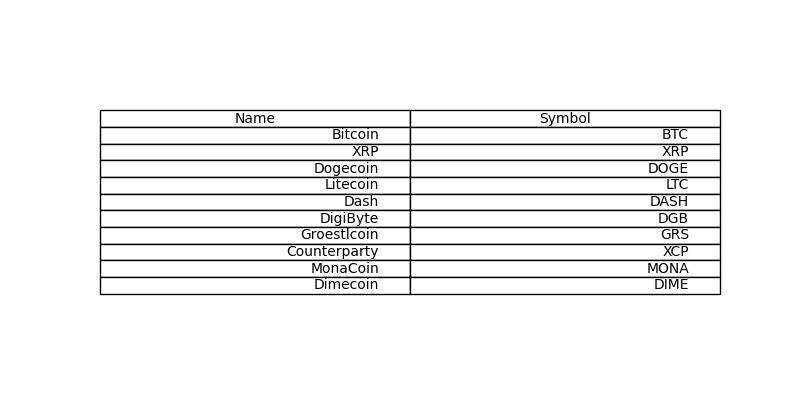 Name Symbol
Bitcoin BTC
XRP XRP
Dogecoin DOGE
Litecoin LTC
Dash DASH
DigiByte DGB
Groestlcoin GRS
Counterparty XCP
MonaCoin MONA
Dimecoin DIME